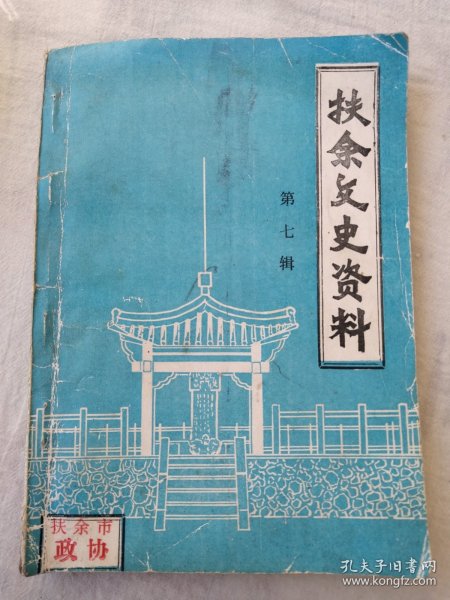 扶余文史资料
第七辑
扶余市
政协
孔夫子旧书网
www.kongfz.com